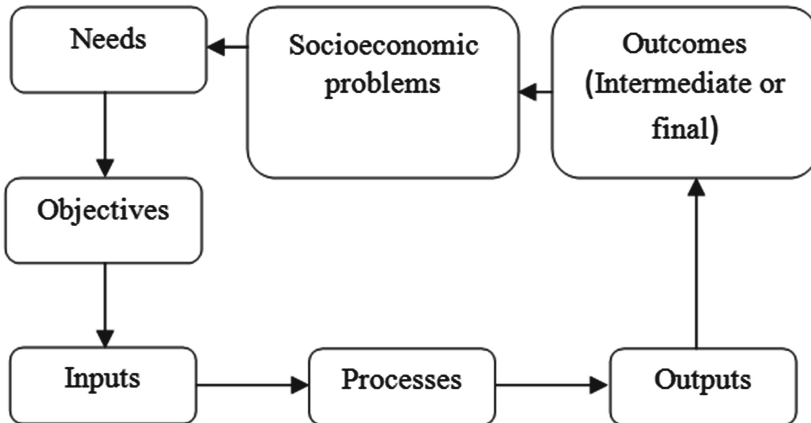 Needs
Socioeconomic
problems
Outcomes
(Intermediate or
final)
Objectives
Inputs
Processes
Outputs